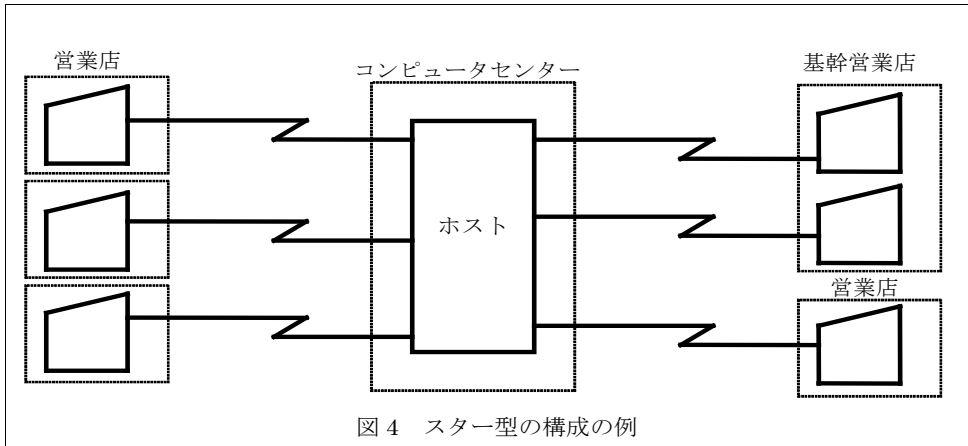 営業店
コンピュータセンター
基幹営業店
ホスト
営業店
図 4 スター型の構成の例